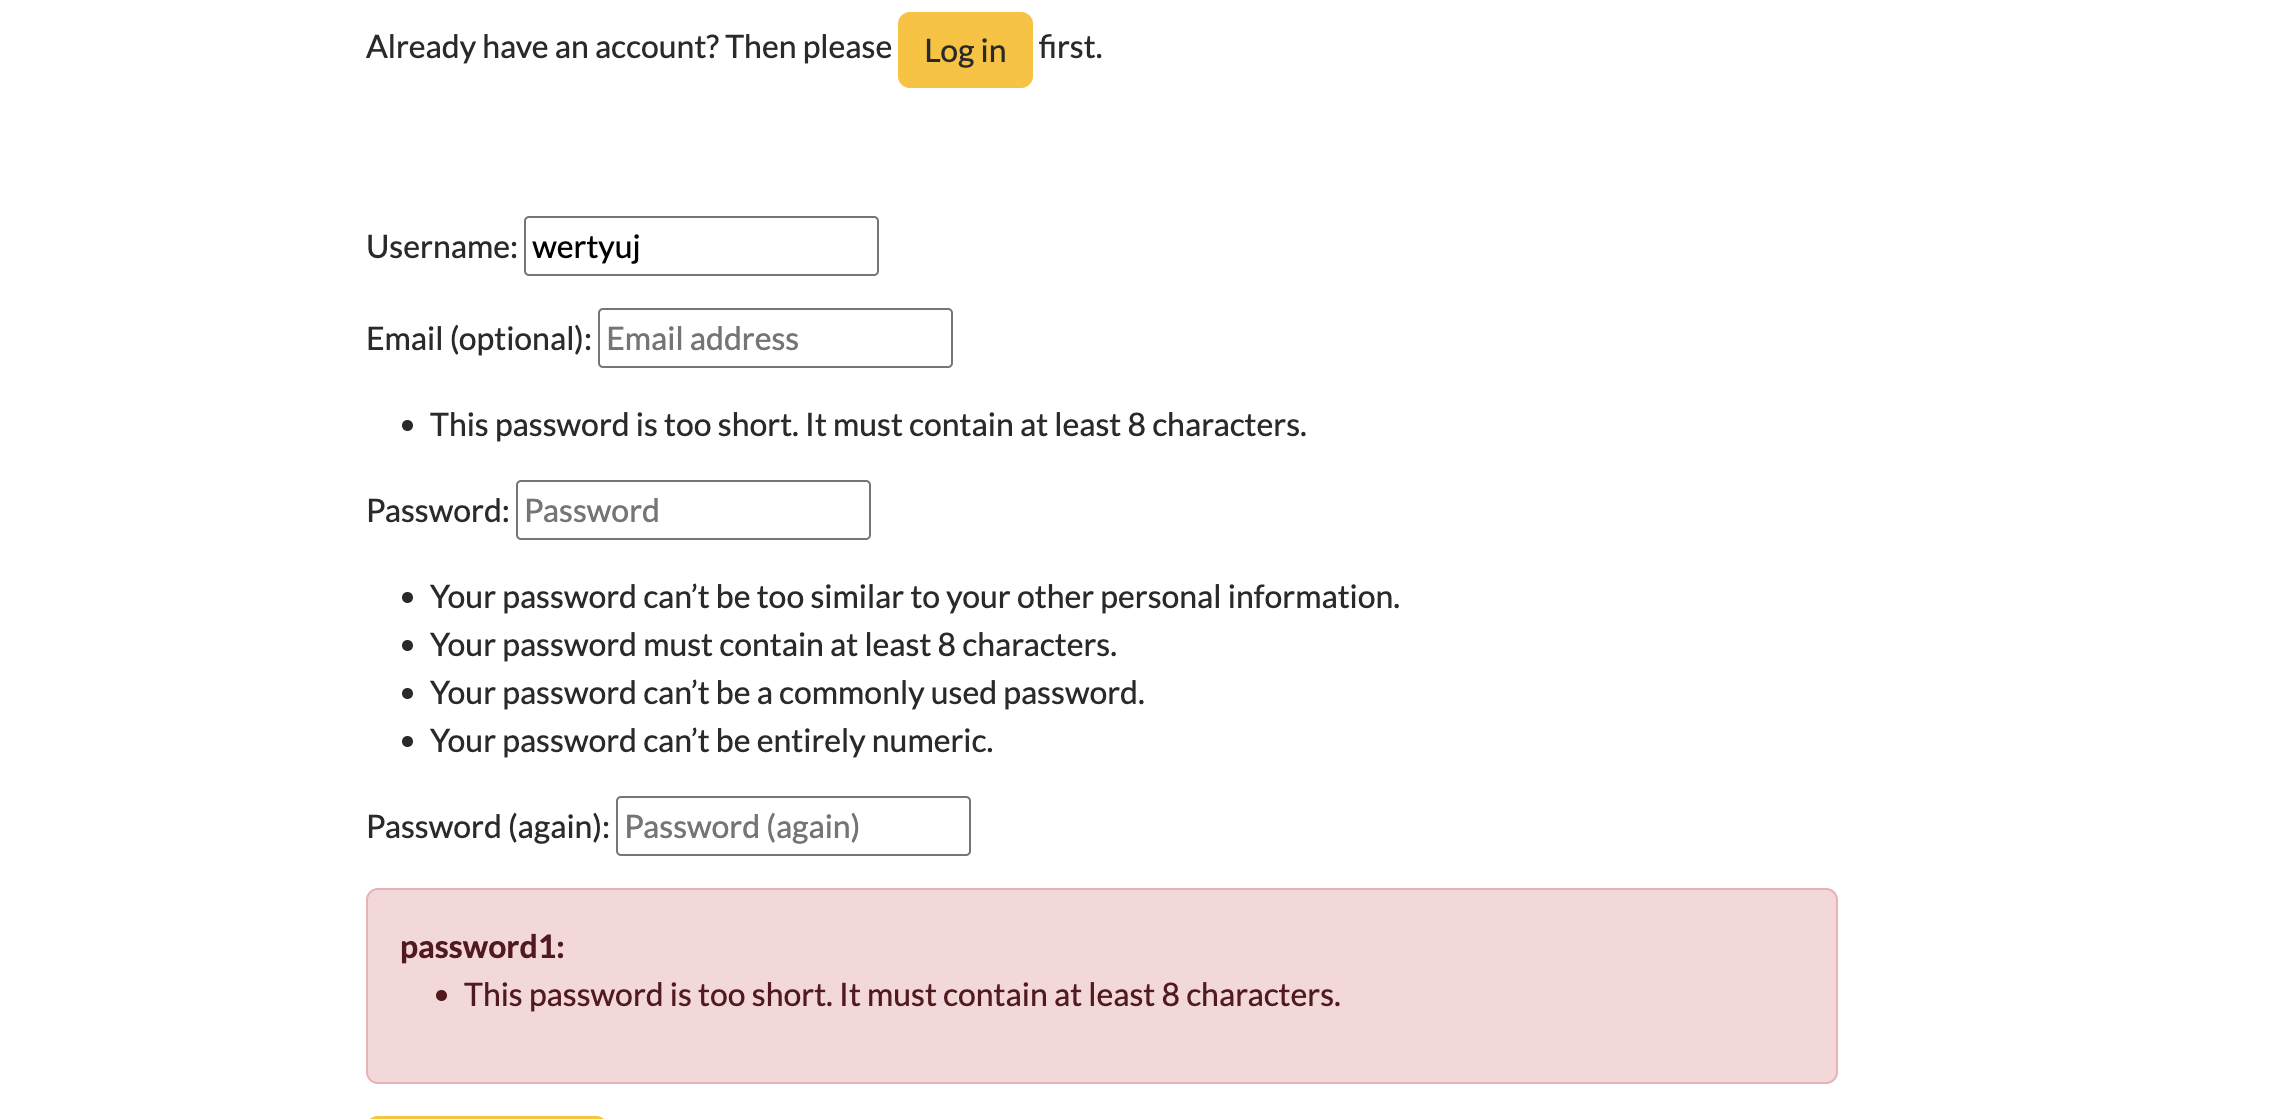 Already have an account? Then please Log in first.
Username: wertyuj
Email (optional): Email address
• This password is too short. It must contain at least 8 characters.
Password: Password
• Your password can’t be too similar to your other personal information.
• Your password must contain at least 8 characters.
• Your password can’t be a commonly used password.
• Your password can’t be entirely numeric.
Password (again): Password (again)
password1:
• This password is too short. It must contain at least 8 characters.